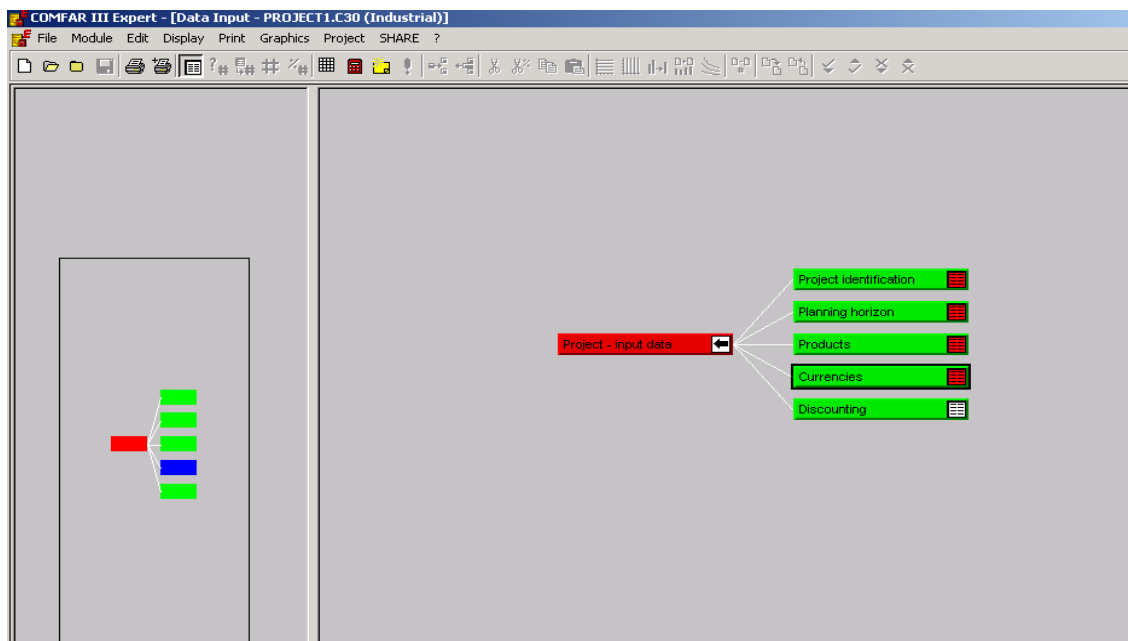 COMFAR III Expert - [Data Input - PROJECT1.C30 (Industrial)]
File Module Edit Display Print Graphics Project SHARE ?
Project identification
Planning horizon
Project - input data
Products
Currencies
Discounting